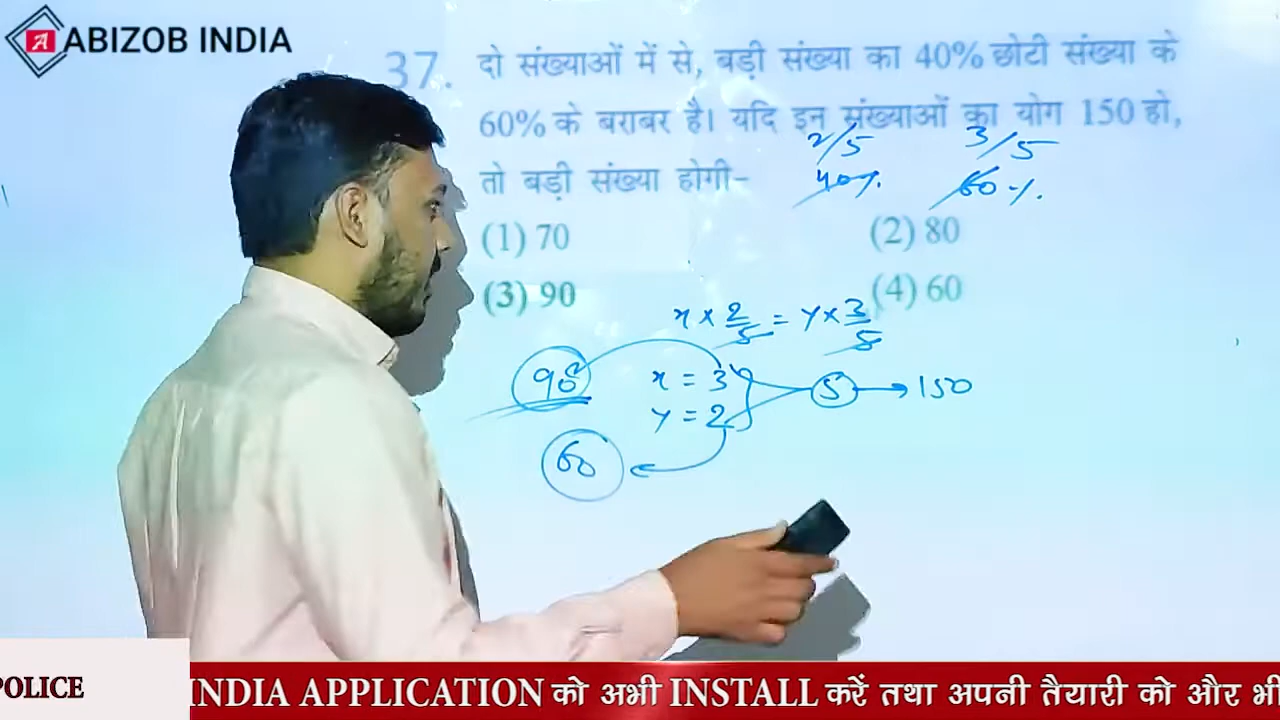 ABIZOB INDIA
37. दो संख्याओं में से, बड़ी संख्या का 40% छोटी संख्या के
60% के बराबर है। यदि इन संख्याओं का योग 150 हो,
2/5 3/5
तो बड़ी संख्या होगी-
40% 60%
(1) 70 (2) 80
(3) 90 (4) 60
x × 2/5 = y × 3/5
90 x = 3 5 → 150
y = 2
60
POLICE
INDIA APPLICATION को अभी INSTALL करें तथा अपनी तैयारी को और भी